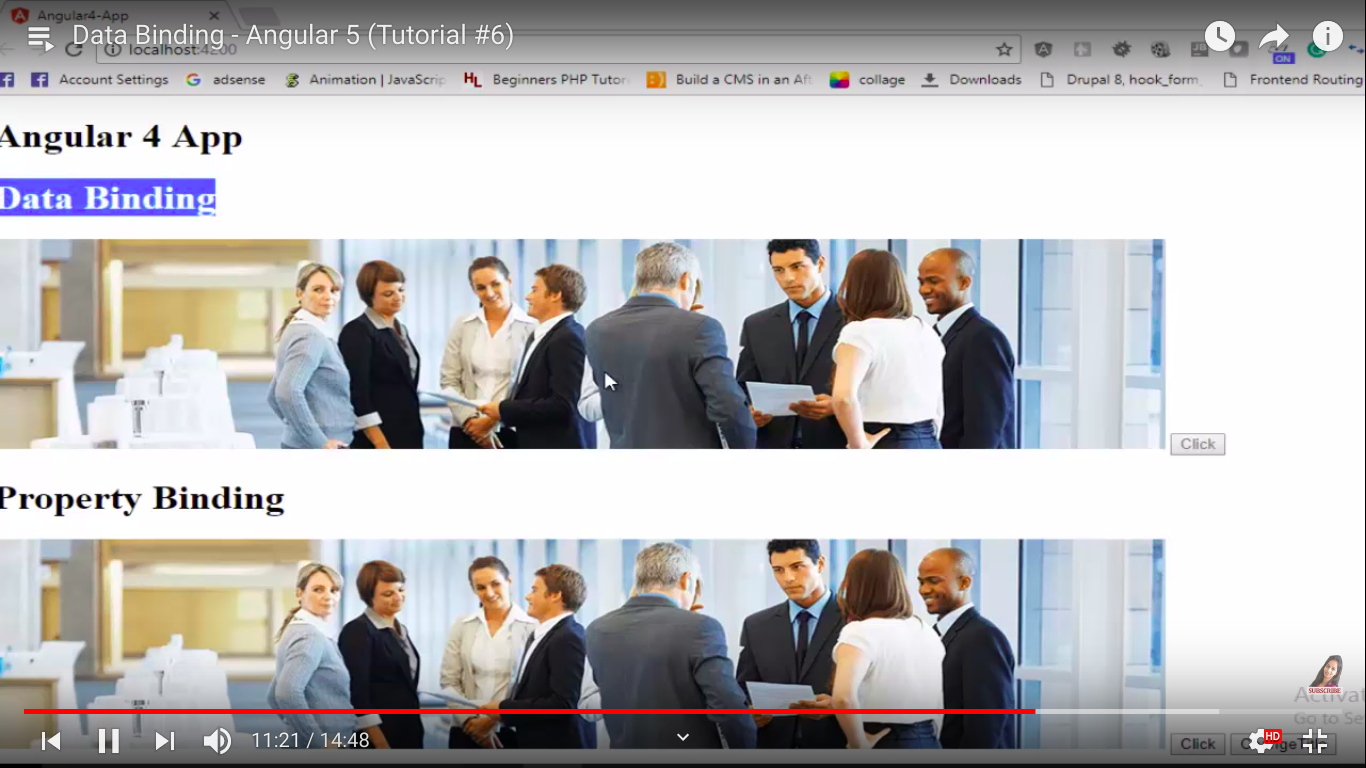 Angular4-App
Data Binding - Angular 5 (Tutorial #6)
localhost:4200
ON
Account Settings
adsense
Animation | JavaScrip
HL Beginners PHP Tutor
Build a CMS in an Aft
collage
Downloads
Drupal 8, hook_form_
Frontend Routing
Angular 4 App
Data Binding
Click
Property Binding
SUBSCRIBE
Activat
Go to Se
11:21 / 14:48
HD
Click